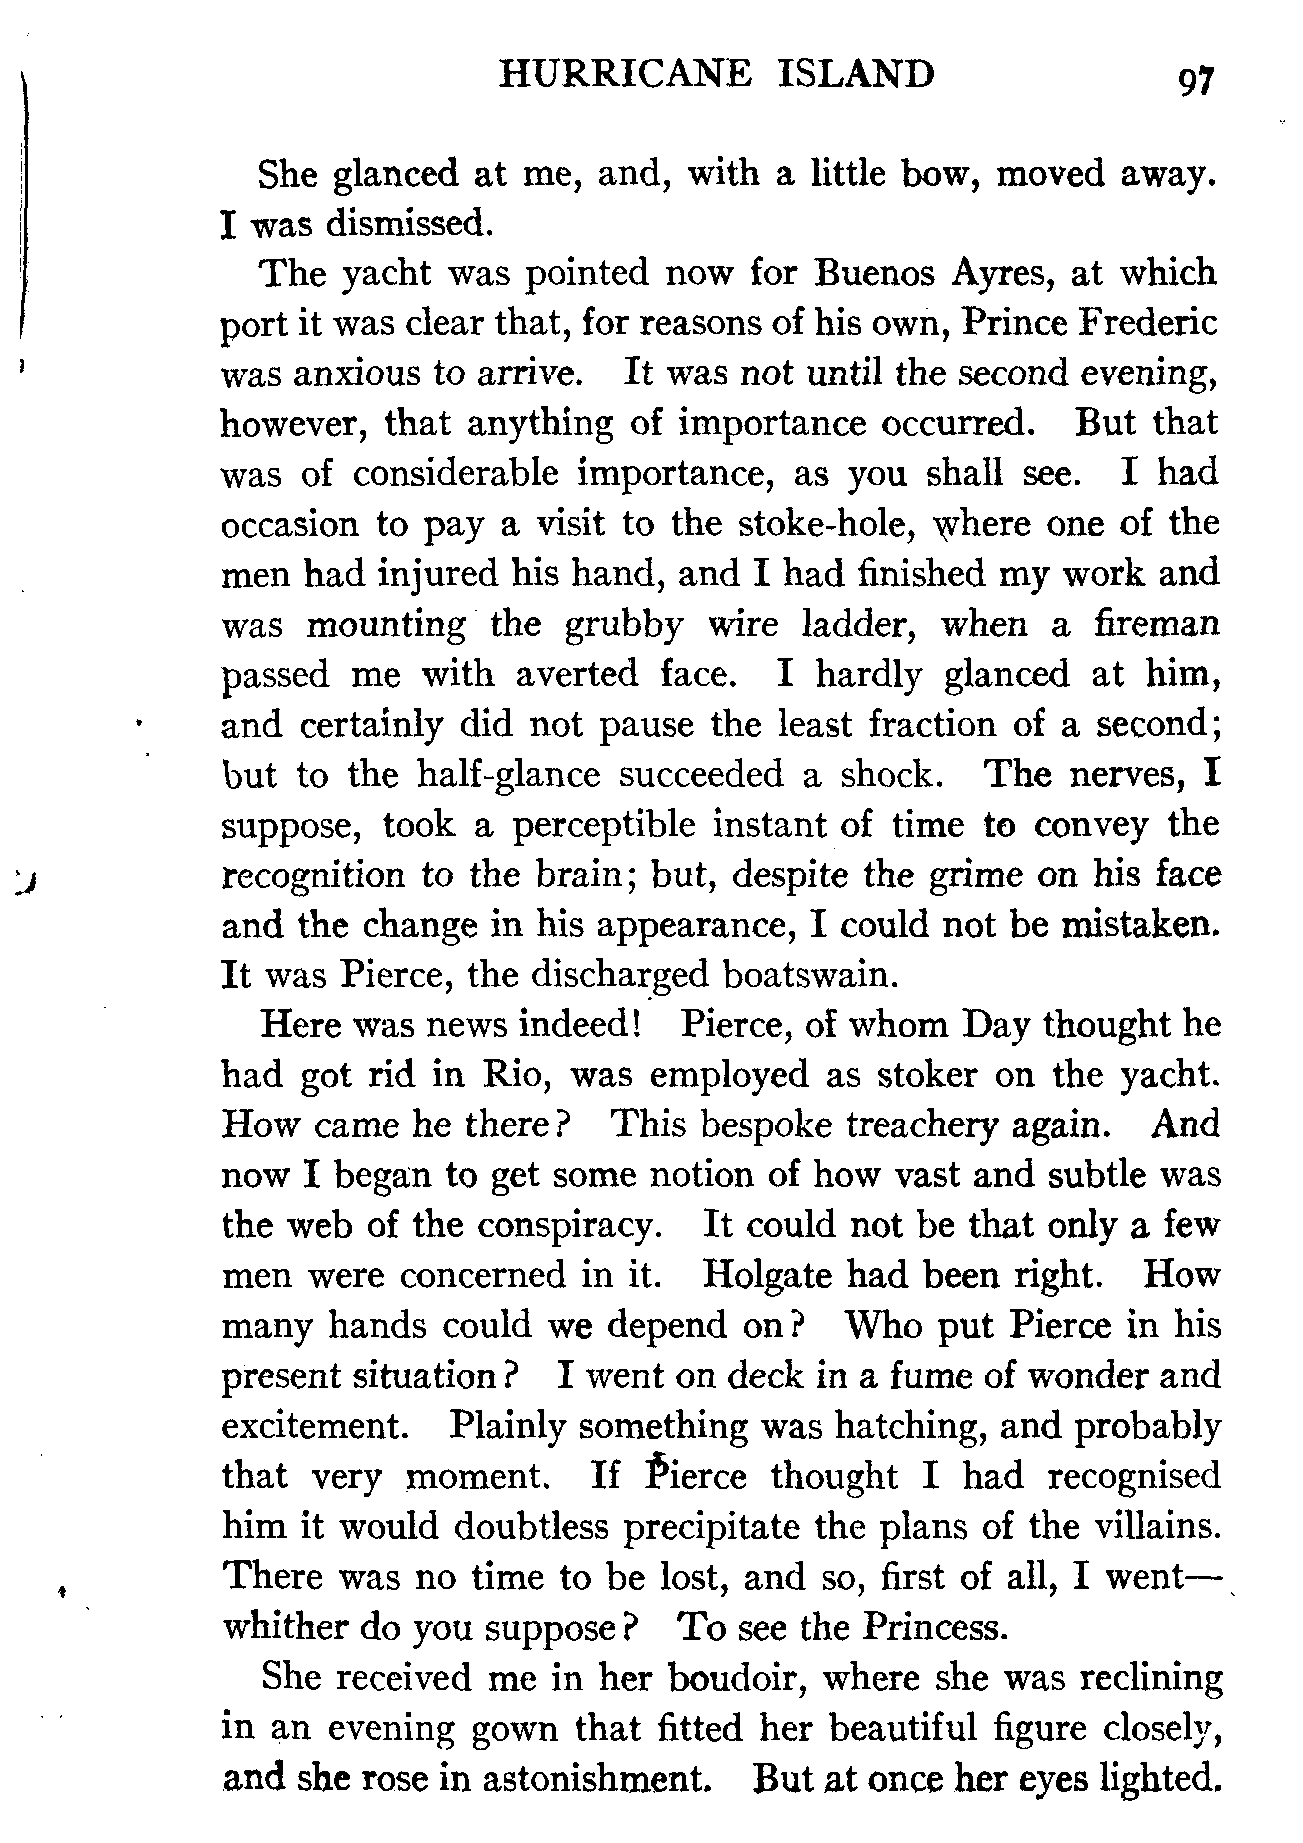 HURRICANE ISLAND 97
She glanced at me, and, with a little bow, moved away.
I was dismissed.
The yacht was pointed now for Buenos Ayres, at which
port it was clear that, for reasons of his own, Prince Frederic
was anxious to arrive. It was not until the second evening,
however, that anything of importance occurred. But that
was of considerable importance, as you shall see. I had
occasion to pay a visit to the stoke-hole, where one of the
men had injured his hand, and I had finished my work and
was mounting the grubby wire ladder, when a fireman
passed me with averted face. I hardly glanced at him,
and certainly did not pause the least fraction of a second;
but to the half-glance succeeded a shock. The nerves, I
suppose, took a perceptible instant of time to convey the
recognition to the brain; but, despite the grime on his face
and the change in his appearance, I could not be mistaken.
It was Pierce, the discharged boatswain.
Here was news indeed! Pierce, of whom Day thought he
had got rid in Rio, was employed as stoker on the yacht.
How came he there? This bespoke treachery again. And
now I began to get some notion of how vast and subtle was
the web of the conspiracy. It could not be that only a few
men were concerned in it. Holgate had been right. How
many hands could we depend on? Who put Pierce in his
present situation? I went on deck in a fume of wonder and
excitement. Plainly something was hatching, and probably
that very moment. If Pierce thought I had recognised
him it would doubtless precipitate the plans of the villains.
There was no time to be lost, and so, first of all, I went—
whither do you suppose? To see the Princess.
She received me in her boudoir, where she was reclining
in an evening gown that fitted her beautiful figure closely,
and she rose in astonishment. But at once her eyes lighted.